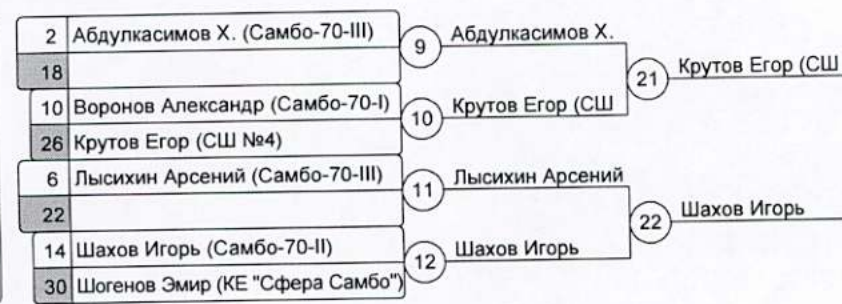 2 Абдулкасимов Х. (Самбо-70-III)
18
9 Абдулкасимов Х.
10 Воронов Александр (Самбо-70-I)
26 Крутов Егор (СШ №4)
10 Крутов Егор (СШ
21 Крутов Егор (СШ
6 Лысихин Арсений (Самбо-70-III)
22
11 Лысихин Арсений
14 Шахов Игорь (Самбо-70-II)
30 Шогенов Эмир (КЕ "Сфера Самбо")
12 Шахов Игорь
22 Шахов Игорь